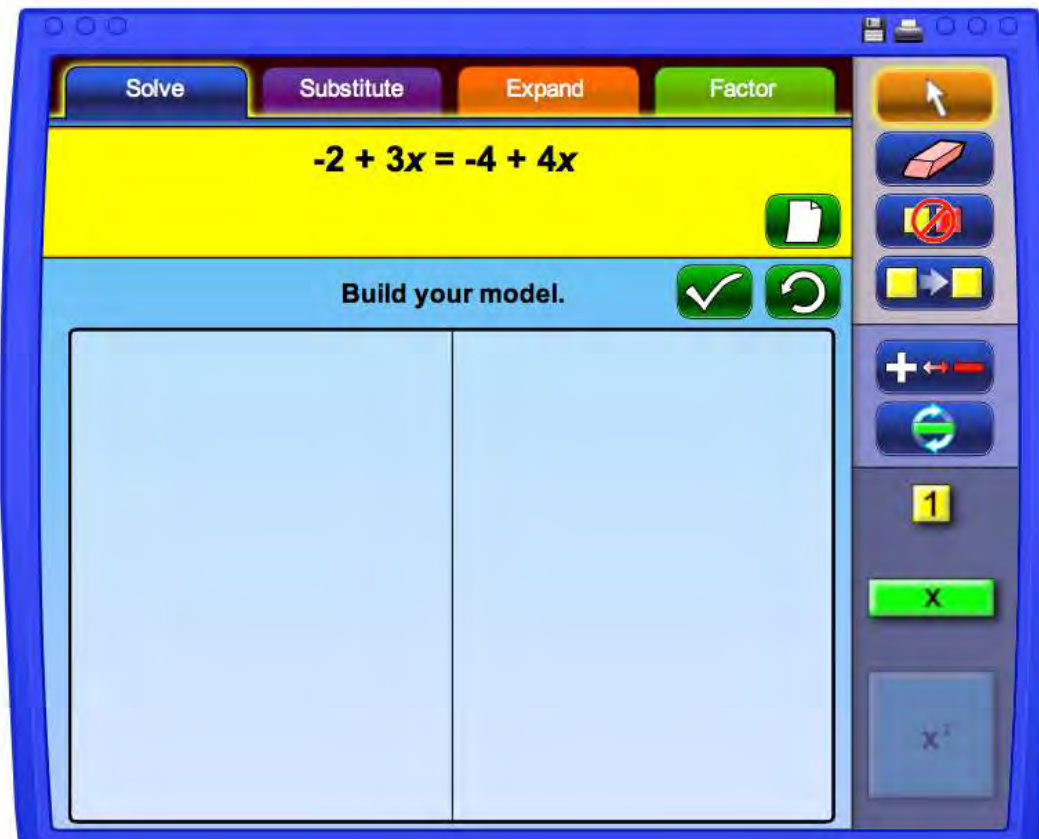 Solve
Substitute
Expand
Factor
-2 + 3x = -4 + 4x
Build your model.
1
x
x²